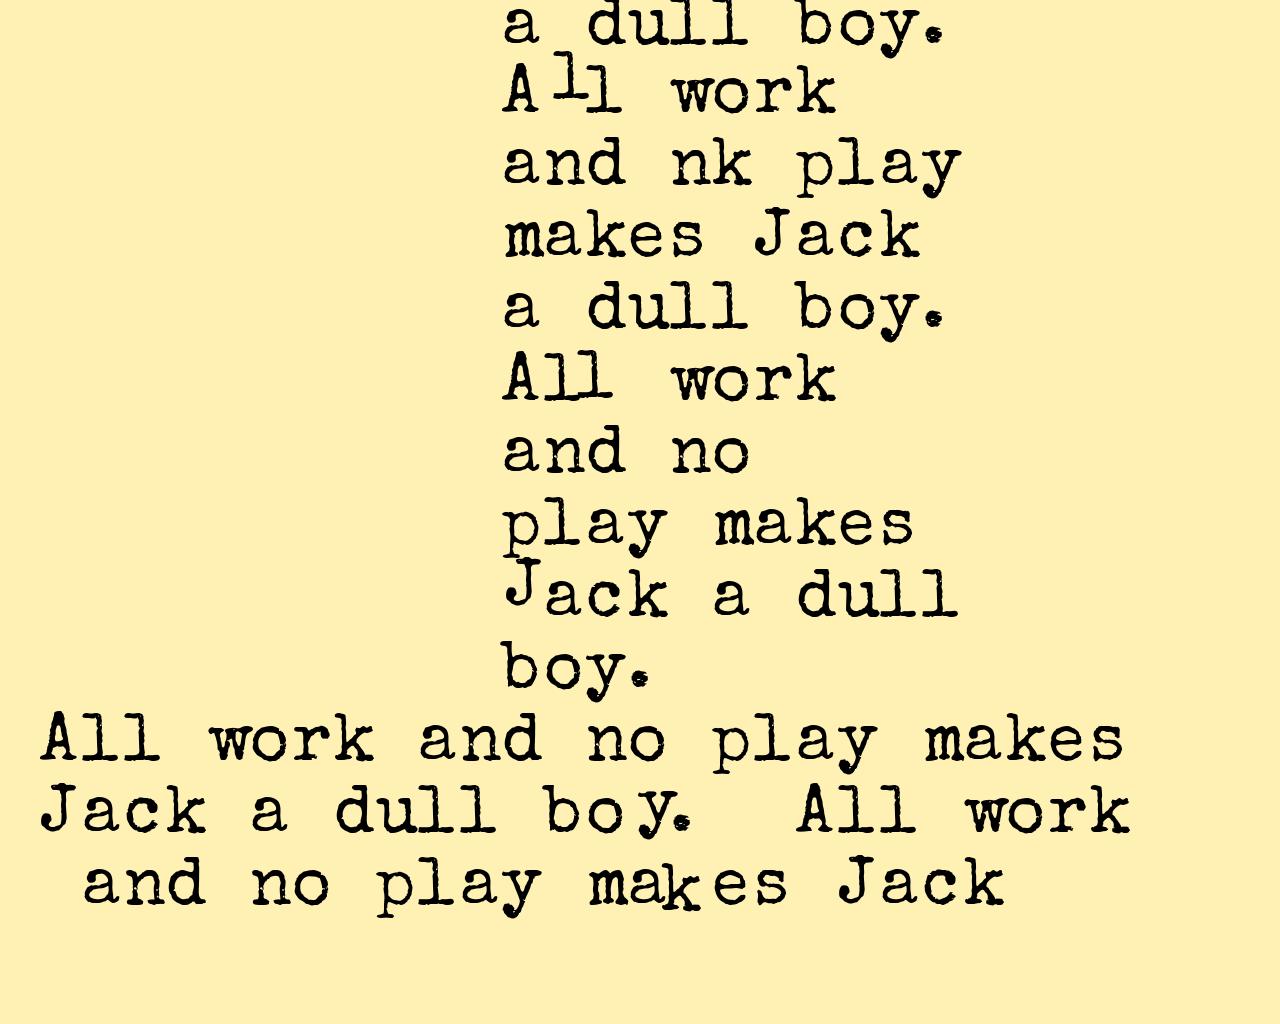 a dull boy.
All work
and nk play
makes Jack
a dull boy.
All work
and no
play makes
Jack a dull
boy.
All work and no play makes
Jack a dull boy.  All work
and no play makes Jack